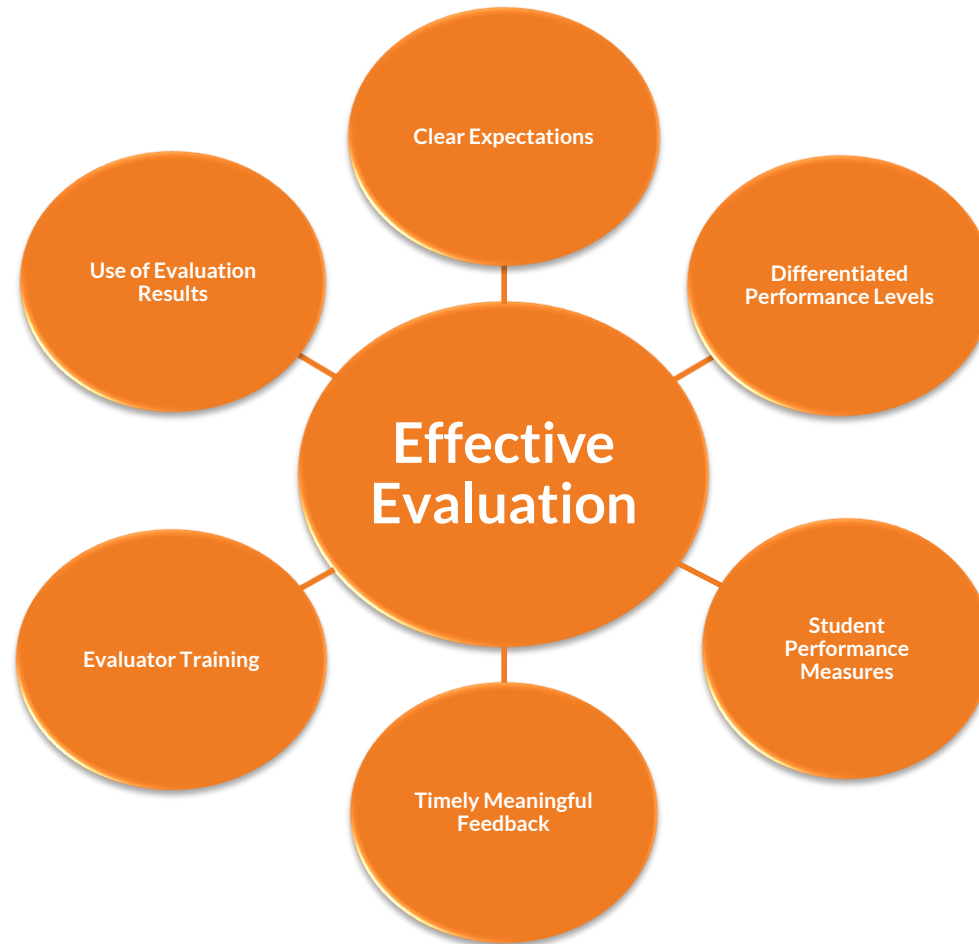 Clear Expectations
Use of Evaluation
Results
Differentiated
Performance Levels
Effective
Evaluation
Evaluator Training
Student
Performance
Measures
Timely Meaningful
Feedback